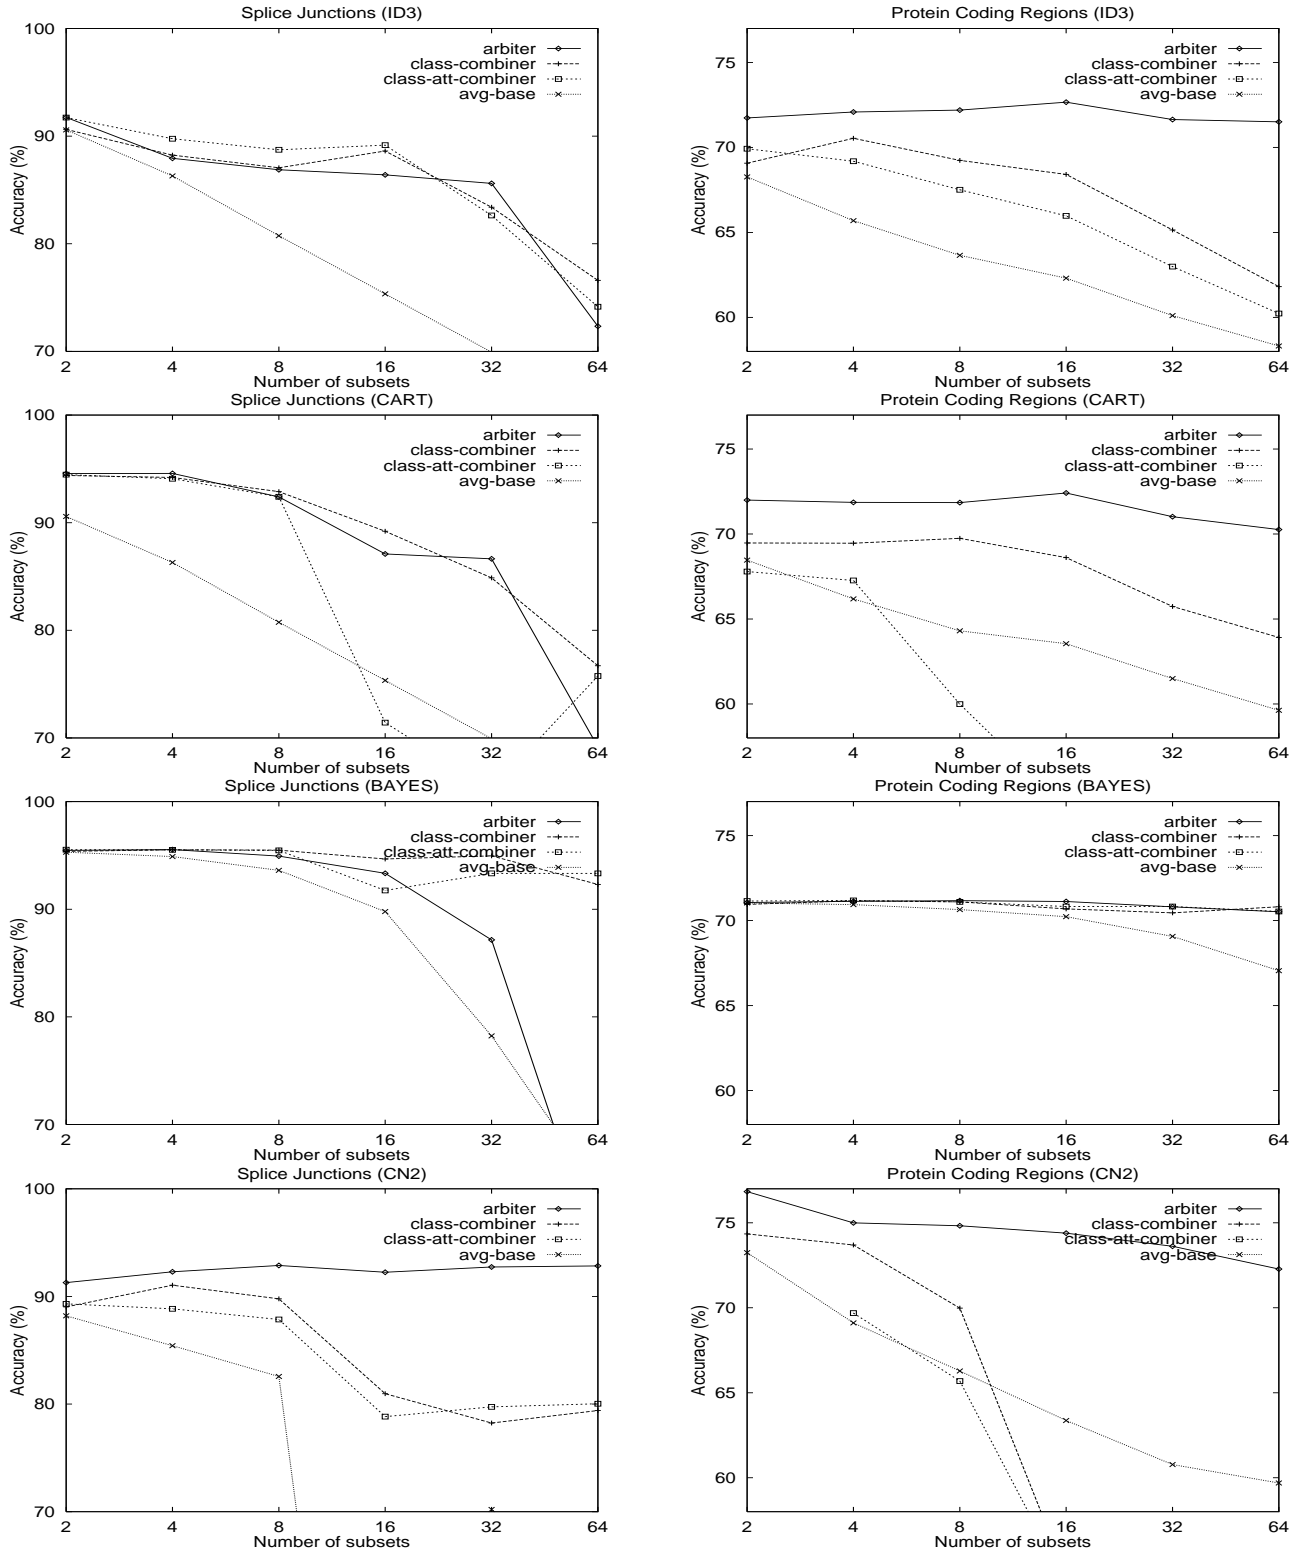 Splice Junctions (ID3)
100
90
80
70
Accuracy (%)
arbiter
class-combiner
class-att-combiner
avg-base
2 4 8 16 32 64
Number of subsets
Protein Coding Regions (ID3)
75
70
65
60
Accuracy (%)
arbiter
class-combiner
class-att-combiner
avg-base
2 4 8 16 32 64
Number of subsets
Splice Junctions (CART)
100
90
80
70
Accuracy (%)
arbiter
class-combiner
class-att-combiner
avg-base
2 4 8 16 32 64
Number of subsets
Protein Coding Regions (CART)
75
70
65
60
Accuracy (%)
arbiter
class-combiner
class-att-combiner
avg-base
2 4 8 16 32 64
Number of subsets
Splice Junctions (BAYES)
100
90
80
70
Accuracy (%)
arbiter
class-combiner
class-att-combiner
avg-base
2 4 8 16 32 64
Number of subsets
Protein Coding Regions (BAYES)
75
70
65
60
Accuracy (%)
arbiter
class-combiner
class-att-combiner
avg-base
2 4 8 16 32 64
Number of subsets
Splice Junctions (CN2)
100
90
80
70
Accuracy (%)
arbiter
class-combiner
class-att-combiner
avg-base
2 4 8 16 32 64
Number of subsets
Protein Coding Regions (CN2)
75
70
65
60
Accuracy (%)
arbiter
class-combiner
class-att-combiner
avg-base
2 4 8 16 32 64
Number of subsets